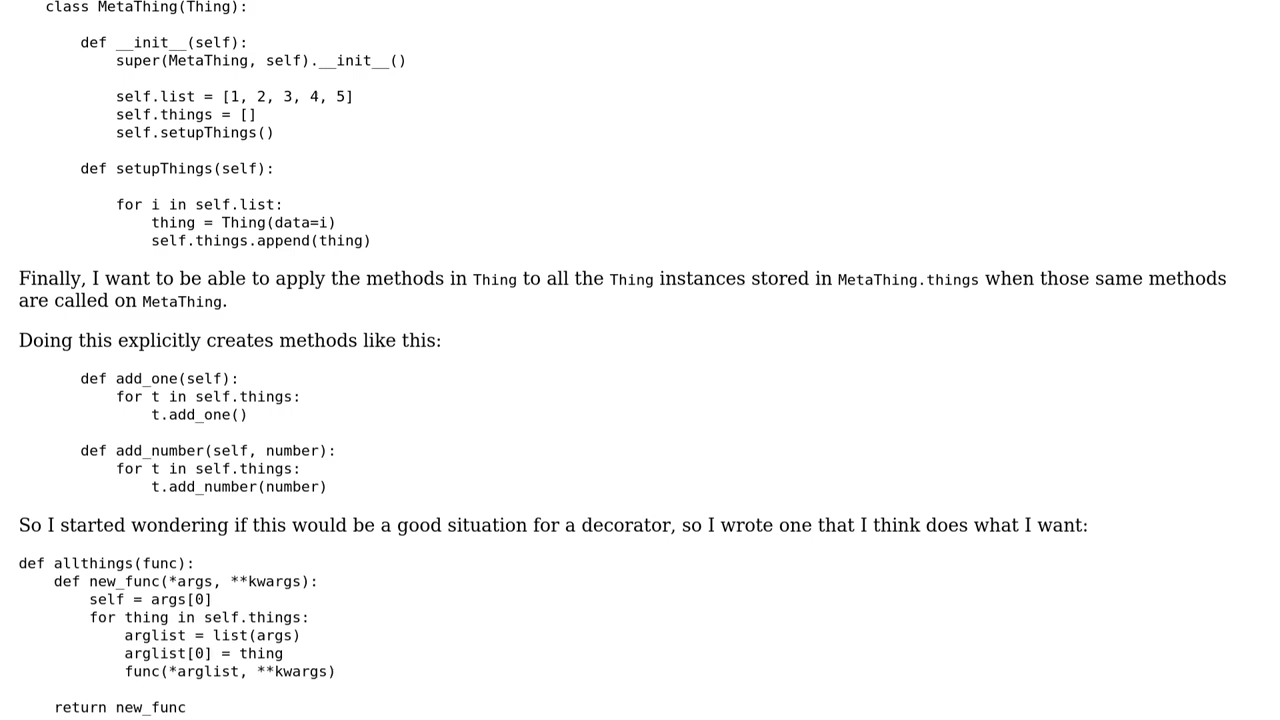 class MetaThing(Thing):
def __init__(self):
super(MetaThing, self).__init__()
self.list = [1, 2, 3, 4, 5]
self.things = []
self.setupThings()
def setupThings(self):
for i in self.list:
thing = Thing(data=i)
self.things.append(thing)
Finally, I want to be able to apply the methods in Thing to all the Thing instances stored in MetaThing.things when those same methods
are called on MetaThing.
Doing this explicitly creates methods like this:
def add_one(self):
for t in self.things:
t.add_one()
def add_number(self, number):
for t in self.things:
t.add_number(number)
So I started wondering if this would be a good situation for a decorator, so I wrote one that I think does what I want:
def allthings(func):
def new_func(*args, **kwargs):
self = args[0]
for thing in self.things:
arglist = list(args)
arglist[0] = thing
func(*arglist, **kwargs)
return new_func